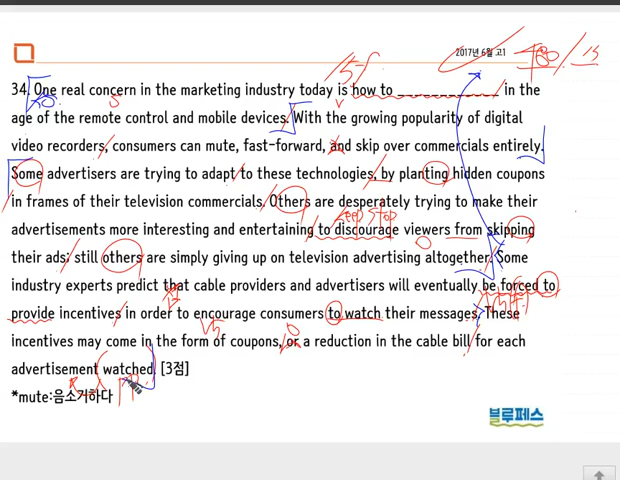 2017년 6월 고1
15
34. One real concern in the marketing industry today is how to ____________ in the
S
V
age of the remote control and mobile devices. With the growing popularity of digital
video recorders, consumers can mute, fast-forward, and skip over commercials entirely.
Some advertisers are trying to adapt to these technologies, by planting hidden coupons
in frames of their television commercials. Others are desperately trying to make their
keep stop
advertisements more interesting and entertaining to discourage viewers from skipping
O
their ads; still others are simply giving up on television advertising altogether. Some
industry experts predict that cable providers and advertisers will eventually be forced to
provide incentives in order to encourage consumers to watch their messages. These
VS
O
incentives may come in the form of coupons, or a reduction in the cable bill for each
advertisement watched. [3점]
P.P.
*mute:음소거하다
블루페스